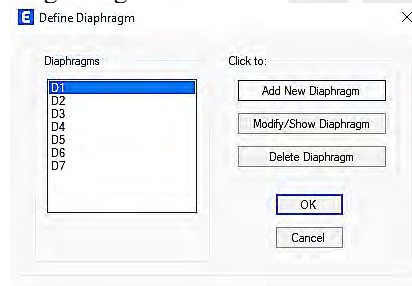 E Define Diaphragm
Diaphragms
D1
D2
D3
D4
D5
D6
D7
Click to:
Add New Diaphragm
Modify/Show Diaphragm
Delete Diaphragm
OK
Cancel